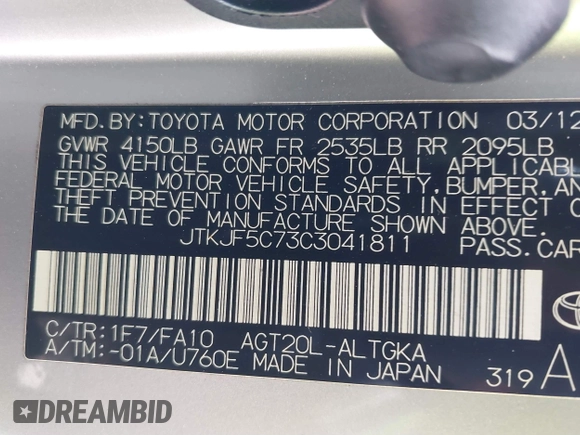 MFD. BY: TOYOTA MOTOR CORPORATION 03/12
GVWR 4150LB GAWR FR 2535LB RR 2095LB
THIS VEHICLE CONFORMS TO ALL APPLICABL
FEDERAL MOTOR VEHICLE SAFETY, BUMPER, AN
THEFT PREVENTION STANDARDS IN EFFECT O
THE DATE OF MANUFACTURE SHOWN ABOVE.
JTKJF5C73C3041811 PASS.CAR
C/TR: 1F7/FA10 AGT20L-ALTGKA
A/TM: -01A/U760E MADE IN JAPAN 319 A
DREAMBID